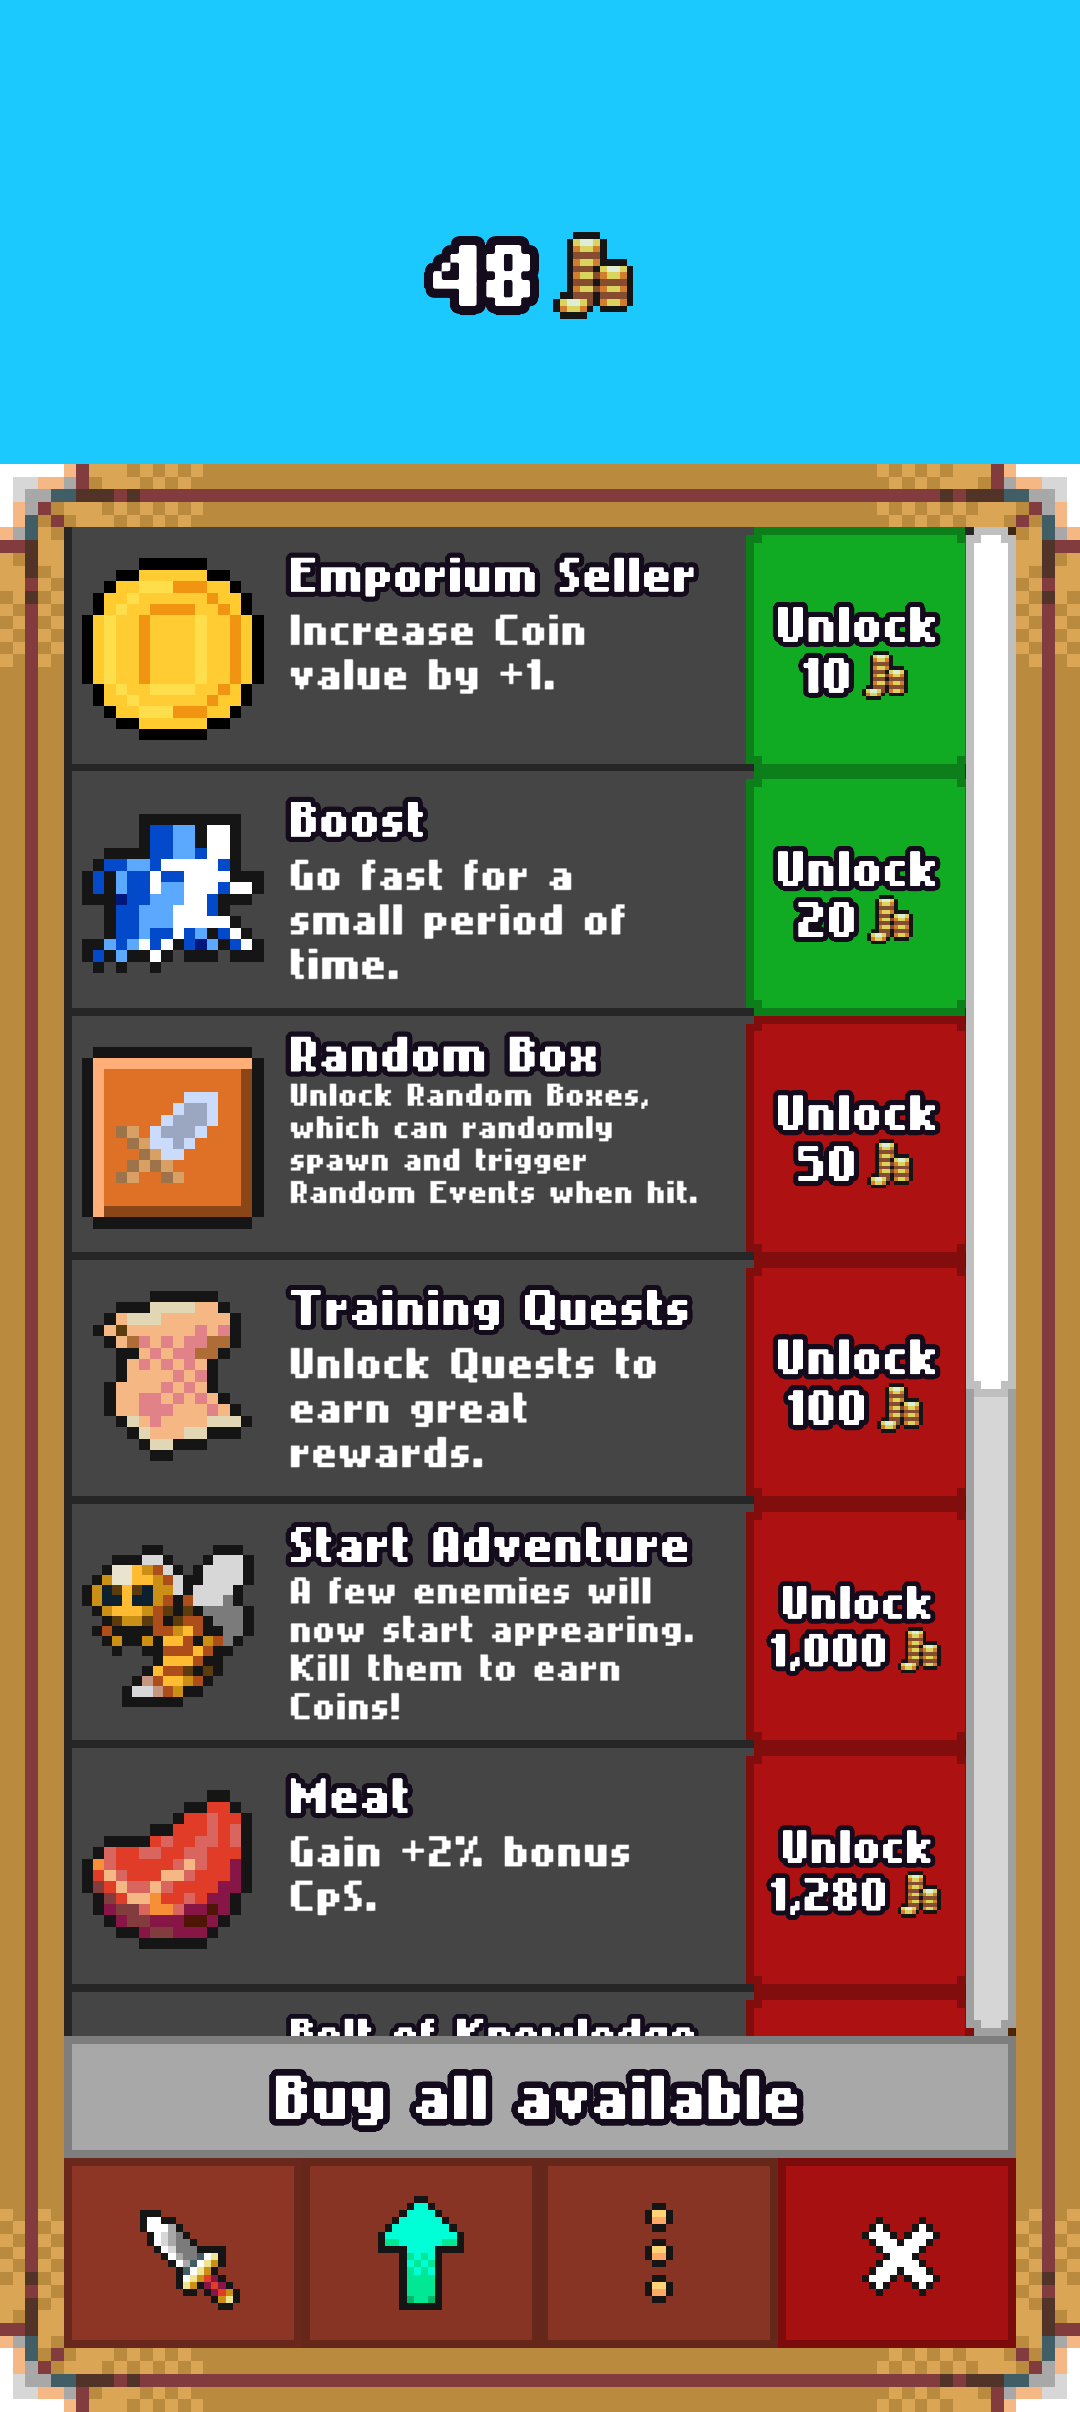 48
Emporium Seller
Increase Coin
value by +1.
Unlock
10
Boost
Go fast for a
small period of
time.
Unlock
20
Random Box
Unlock Random Boxes,
which can randomly
spawn and trigger
Random Events when hit.
Unlock
50
Training Quests
Unlock Quests to
earn great
rewards.
Unlock
100
Start Adventure
A few enemies will
now start appearing.
Kill them to earn
Coins!
Unlock
1,000
Meat
Gain +2% bonus
CpS.
Unlock
1,280
Belt of Knowledge
Buy all available